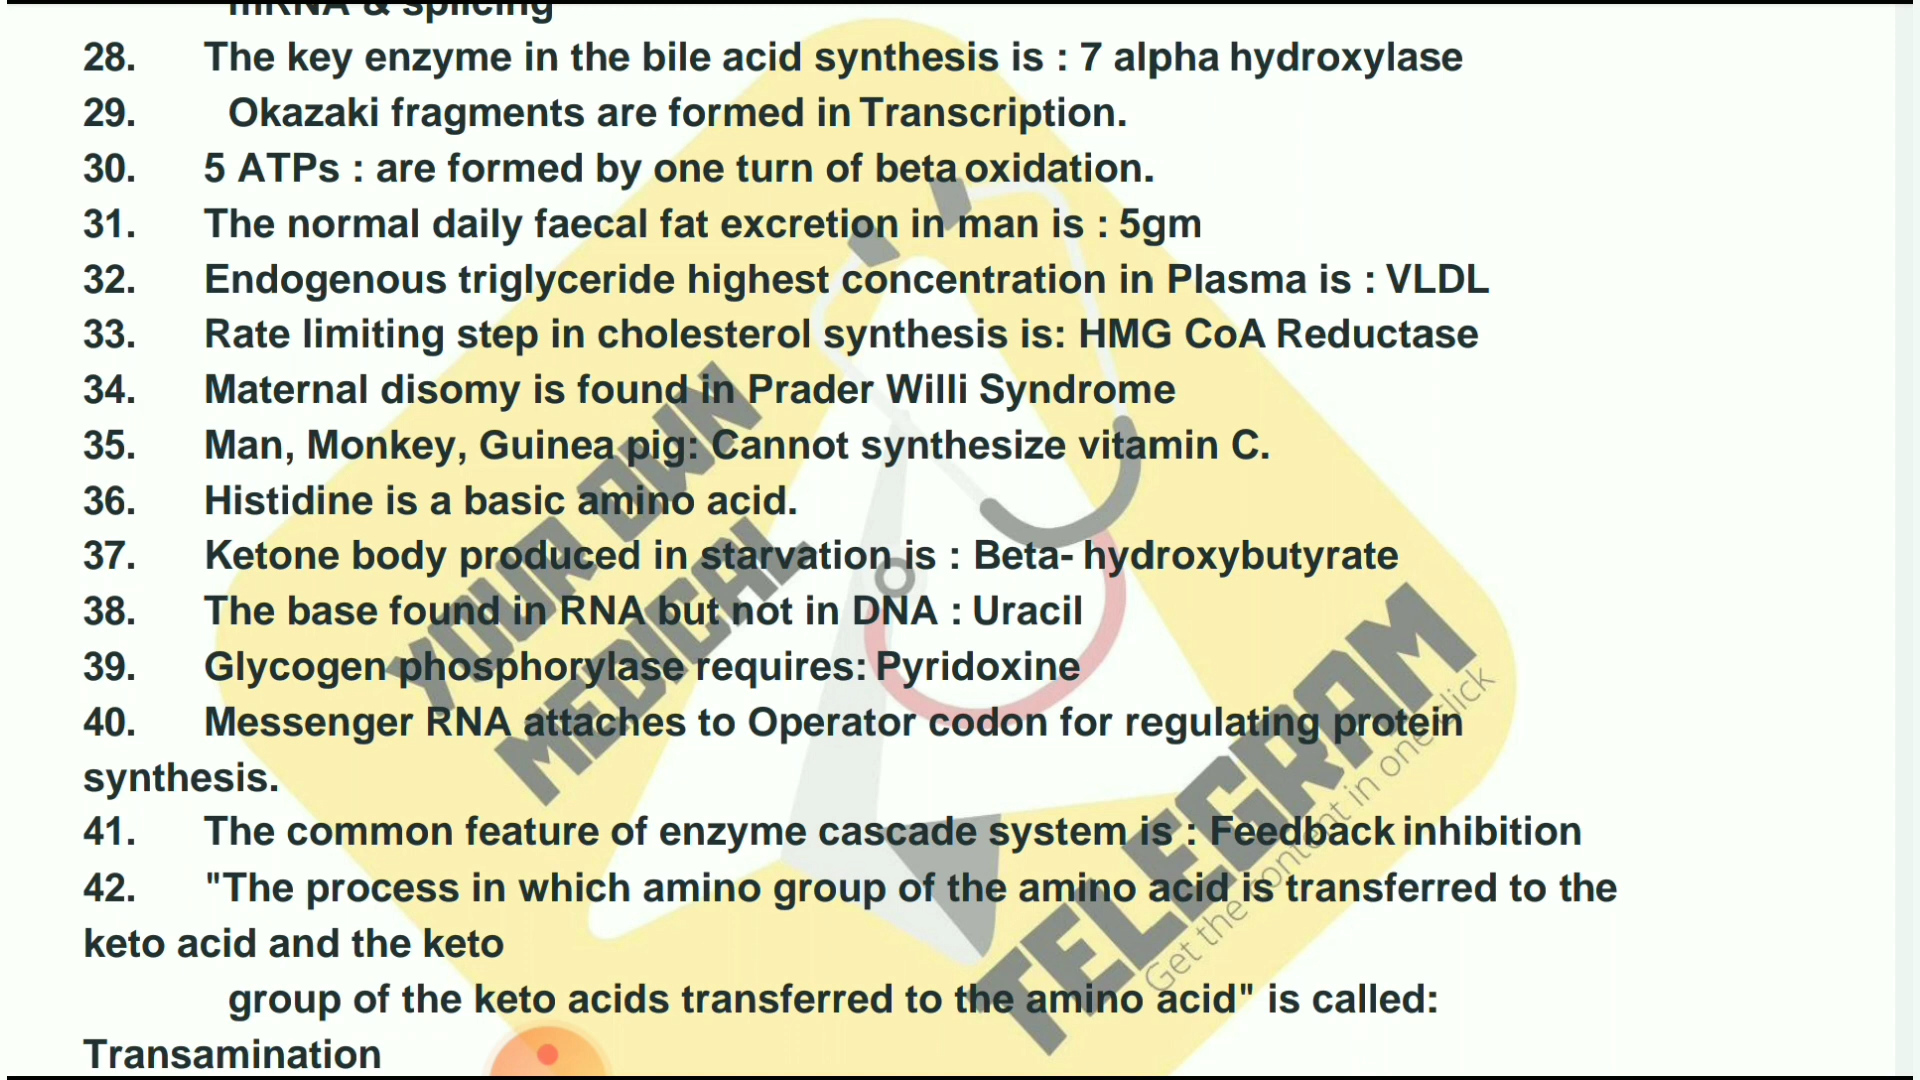 mRNA & splicing
28. The key enzyme in the bile acid synthesis is : 7 alpha hydroxylase
29. Okazaki fragments are formed in Transcription.
30. 5 ATPs : are formed by one turn of beta oxidation.
31. The normal daily faecal fat excretion in man is : 5gm
32. Endogenous triglyceride highest concentration in Plasma is : VLDL
33. Rate limiting step in cholesterol synthesis is: HMG CoA Reductase
34. Maternal disomy is found in Prader Willi Syndrome
35. Man, Monkey, Guinea pig: Cannot synthesize vitamin C.
36. Histidine is a basic amino acid.
37. Ketone body produced in starvation is : Beta- hydroxybutyrate
38. The base found in RNA but not in DNA : Uracil
39. Glycogen phosphorylase requires: Pyridoxine
40. Messenger RNA attaches to Operator codon for regulating protein
synthesis.
41. The common feature of enzyme cascade system is : Feedback inhibition
42. "The process in which amino group of the amino acid is transferred to the
keto acid and the keto
group of the keto acids transferred to the amino acid" is called:
Transamination
YOUR OWN
MEDICAL
TELEGRAM
Get the content in one click